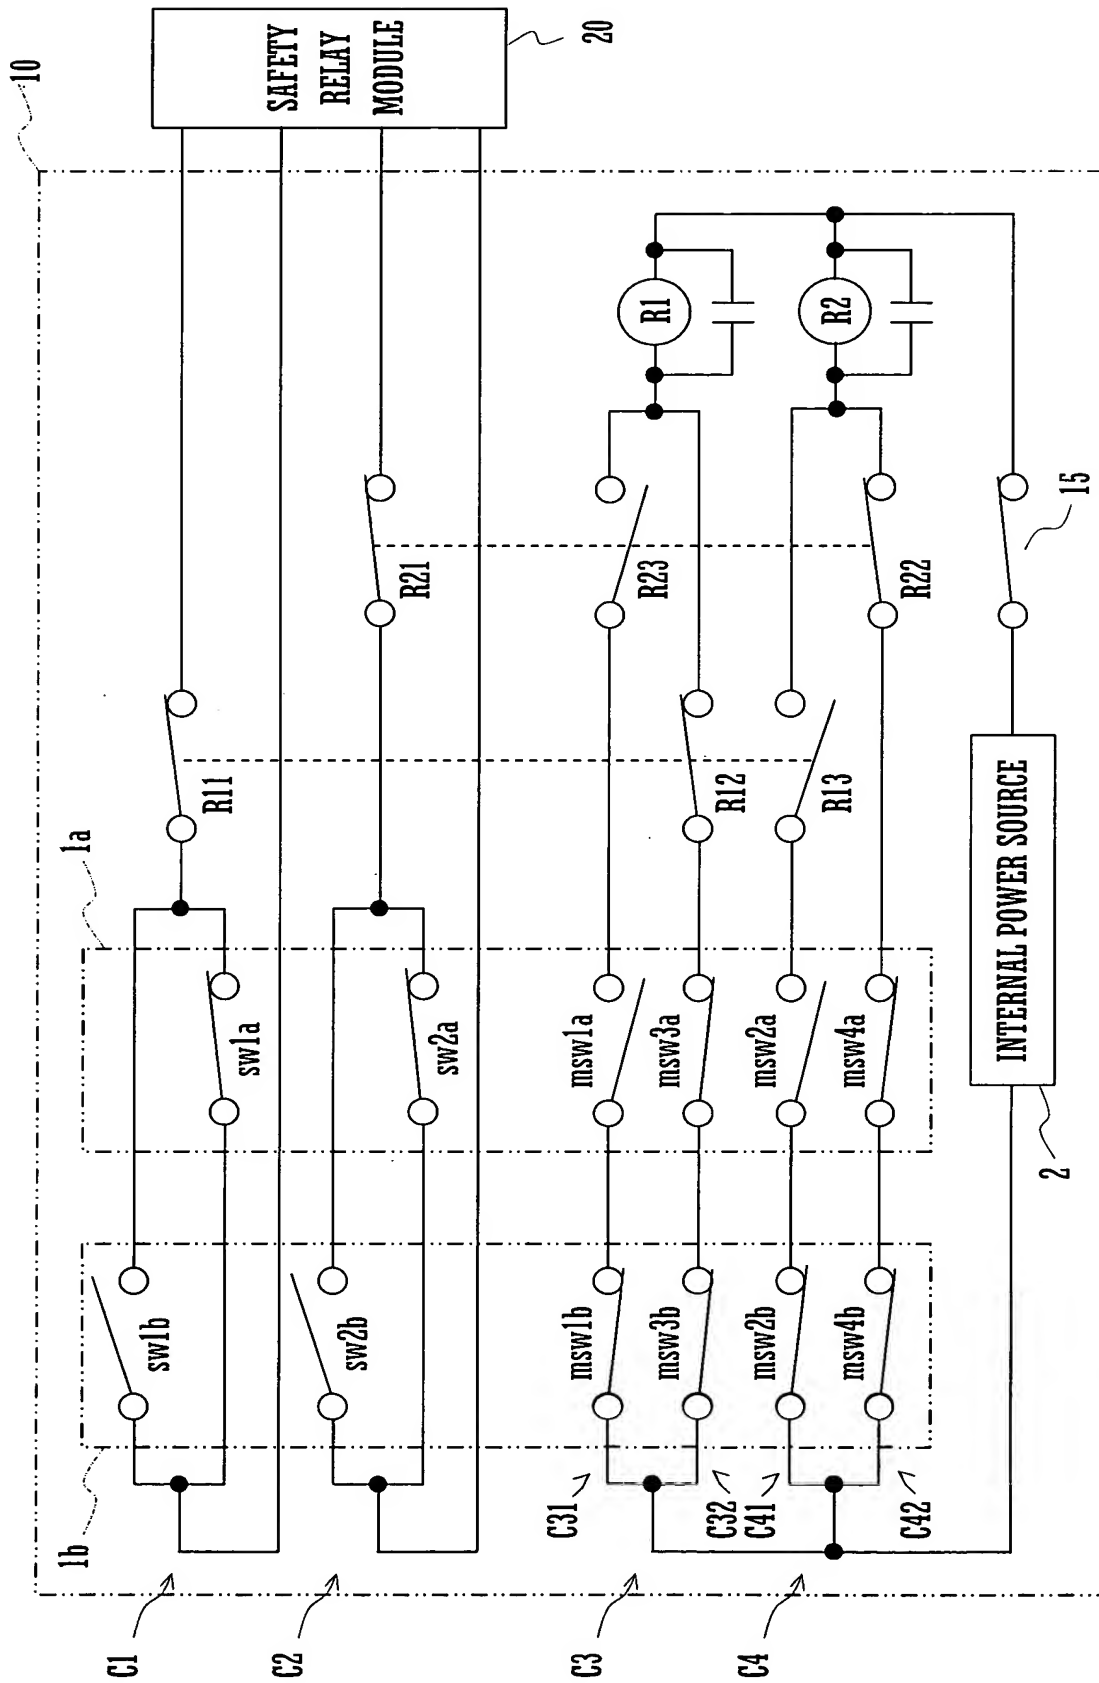 10
SAFETY
RELAY
MODULE
20
C1
1b
sw1b
sw1a
1a
R11
C2
sw2b
sw2a
R21
C3
C31
msw1b
msw1a
R23
R1
C32
msw3b
msw3a
R12
C4
C41
msw2b
msw2a
R13
R2
C42
msw4b
msw4a
R22
2
INTERNAL POWER SOURCE
15